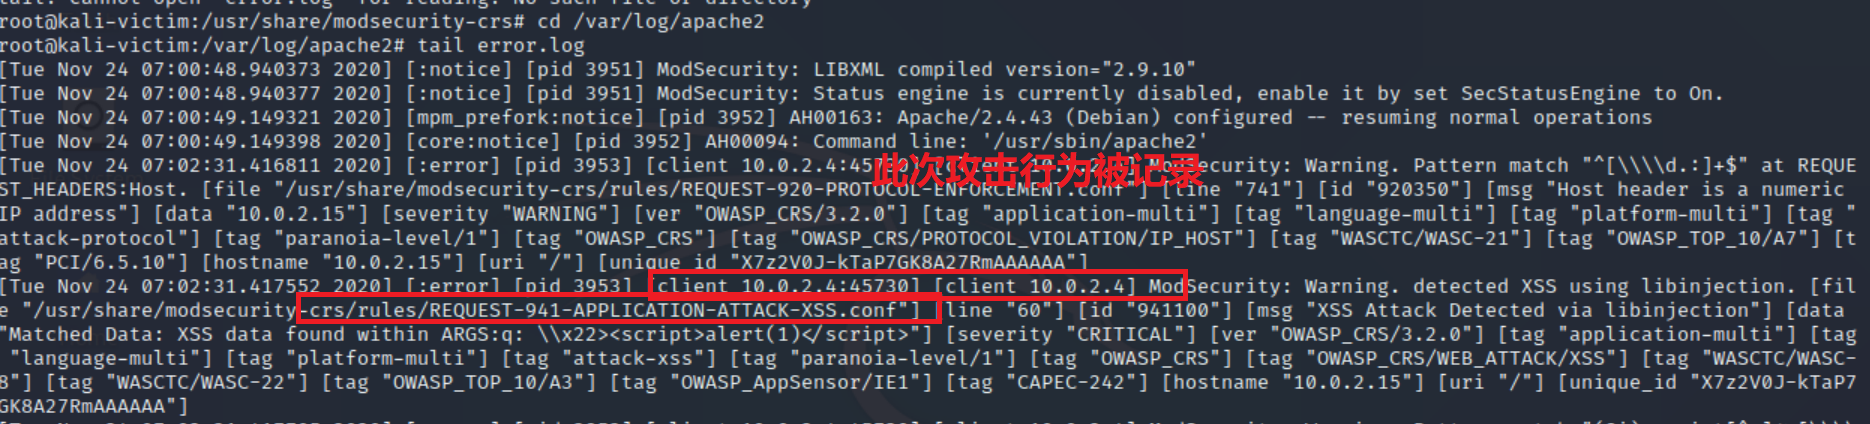 root@kali-victim:/usr/share/modsecurity-crs# cd /var/log/apache2
root@kali-victim:/var/log/apache2# tail error.log
[Tue Nov 24 07:00:48.940373 2020] [:notice] [pid 3951] ModSecurity: LIBXML compiled version="2.9.10"
[Tue Nov 24 07:00:48.940377 2020] [:notice] [pid 3951] ModSecurity: Status engine is currently disabled, enable it by set SecStatusEngine to On.
[Tue Nov 24 07:00:49.149321 2020] [mpm_prefork:notice] [pid 3952] AH00163: Apache/2.4.43 (Debian) configured -- resuming normal operations
[Tue Nov 24 07:00:49.149398 2020] [core:notice] [pid 3952] AH00094: Command line: '/usr/sbin/apache2'
[Tue Nov 24 07:02:31.416811 2020] [:error] [pid 3953] [client 10.0.2.4:45730] ModSecurity: Warning. Pattern match "^[\\\\d.:]+$" at REQUE
此次攻击行为被记录
ST_HEADERS:Host. [file "/usr/share/modsecurity-crs/rules/REQUEST-920-PROTOCOL-ENFORCEMENT.conf"] [line "741"] [id "920350"] [msg "Host header is a numeric
IP address"] [data "10.0.2.15"] [severity "WARNING"] [ver "OWASP_CRS/3.2.0"] [tag "application-multi"] [tag "language-multi"] [tag "platform-multi"] [tag "
attack-protocol"] [tag "paranoia-level/1"] [tag "OWASP_CRS"] [tag "OWASP_CRS/PROTOCOL_VIOLATION/IP_HOST"] [tag "WASCTC/WASC-21"] [tag "OWASP_TOP_10/A7"] [t
ag "PCI/6.5.10"] [hostname "10.0.2.15"] [uri "/"] [unique_id "X7z2V0J-kTaP7GK8A27RmAAAAAA"]
[Tue Nov 24 07:02:31.417552 2020] [:error] [pid 3953] [client 10.0.2.4:45730] [client 10.0.2.4] ModSecurity: Warning. detected XSS using libinjection. [fil
e "/usr/share/modsecurity-crs/rules/REQUEST-941-APPLICATION-ATTACK-XSS.conf"] [line "60"] [id "941100"] [msg "XSS Attack Detected via libinjection"] [data
"Matched Data: XSS data found within ARGS:q: \\x22><script>alert(1)</script>"] [severity "CRITICAL"] [ver "OWASP_CRS/3.2.0"] [tag "application-multi"] [tag
"language-multi"] [tag "platform-multi"] [tag "attack-xss"] [tag "paranoia-level/1"] [tag "OWASP_CRS"] [tag "OWASP_CRS/WEB_ATTACK/XSS"] [tag "WASCTC/WASC-
8"] [tag "WASCTC/WASC-22"] [tag "OWASP_TOP_10/A3"] [tag "OWASP_AppSensor/IE1"] [tag "CAPEC-242"] [hostname "10.0.2.15"] [uri "/"] [unique_id "X7z2V0J-kTaP7
GK8A27RmAAAAAA"]